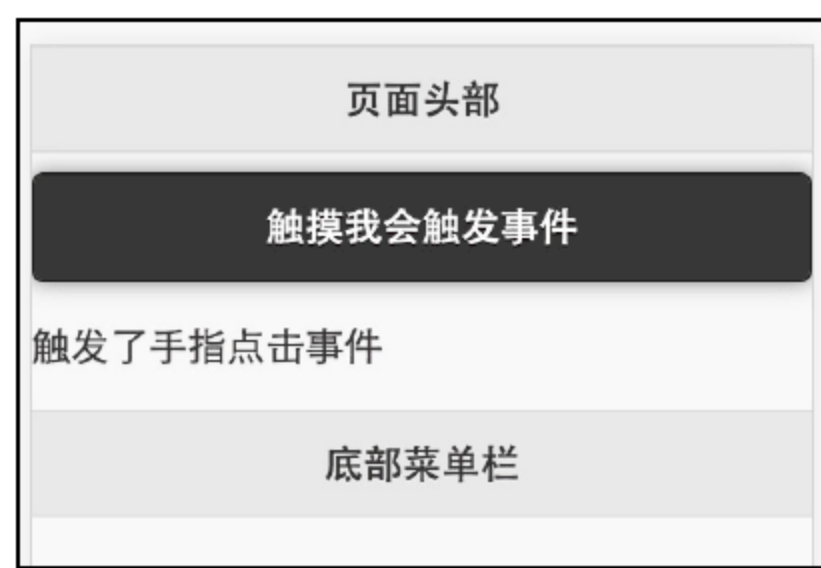 页面头部
触摸我会触发事件
触发了手指点击事件
底部菜单栏